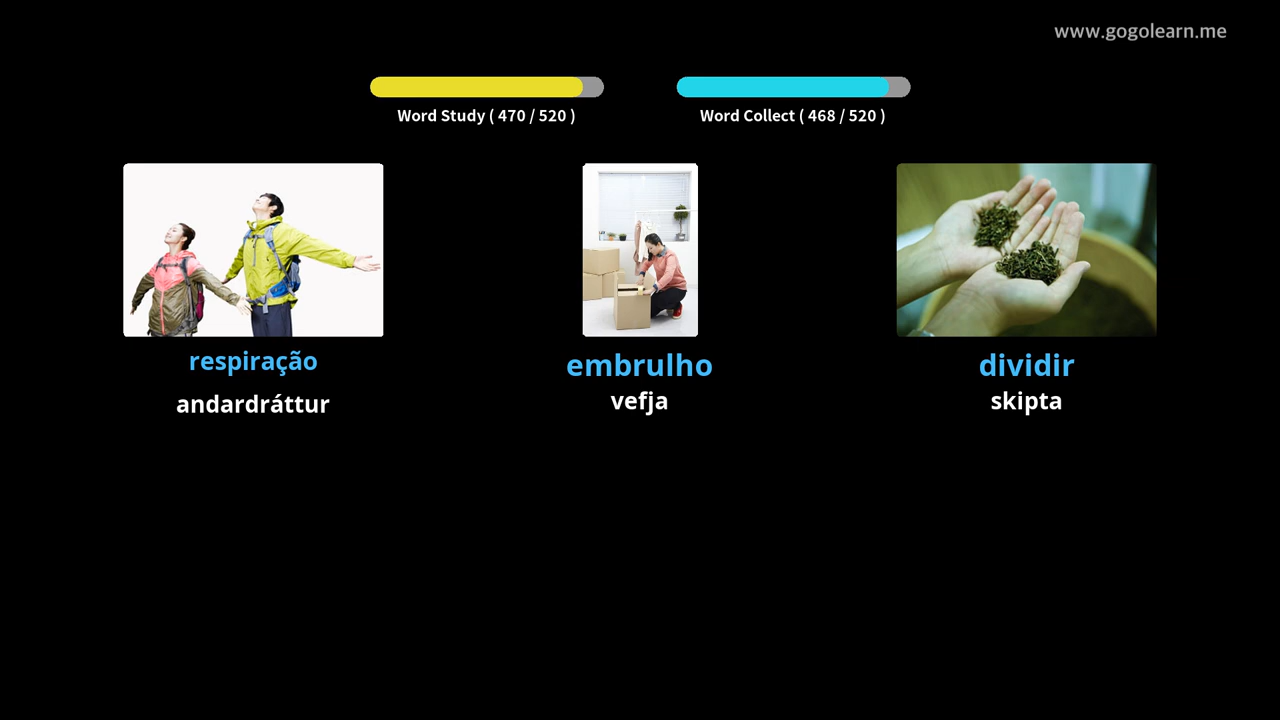 www.gogolearn.me
Word Study ( 470 / 520 )
Word Collect ( 468 / 520 )
respiração
andardráttur
embrulho
vefja
dividir
skipta